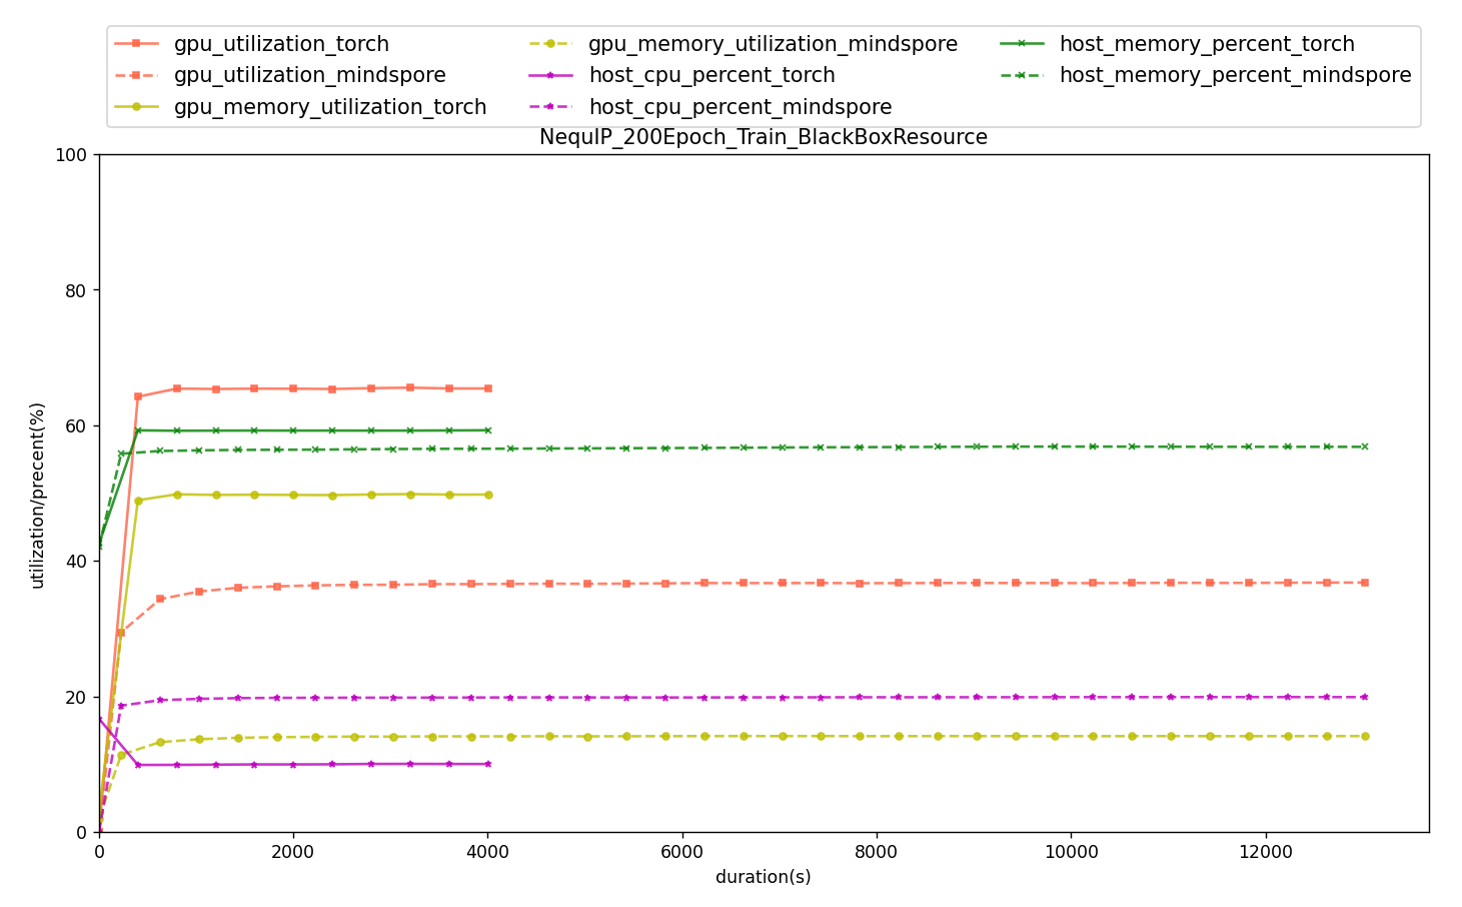 gpu_utilization_torch
gpu_utilization_mindspore
gpu_memory_utilization_torch
gpu_memory_utilization_mindspore
host_cpu_percent_torch
host_cpu_percent_mindspore
host_memory_percent_torch
host_memory_percent_mindspore
NequIP_200Epoch_Train_BlackBoxResource
100
80
60
40
20
0
utilization/precent(%)
0 2000 4000 6000 8000 10000 12000
duration(s)